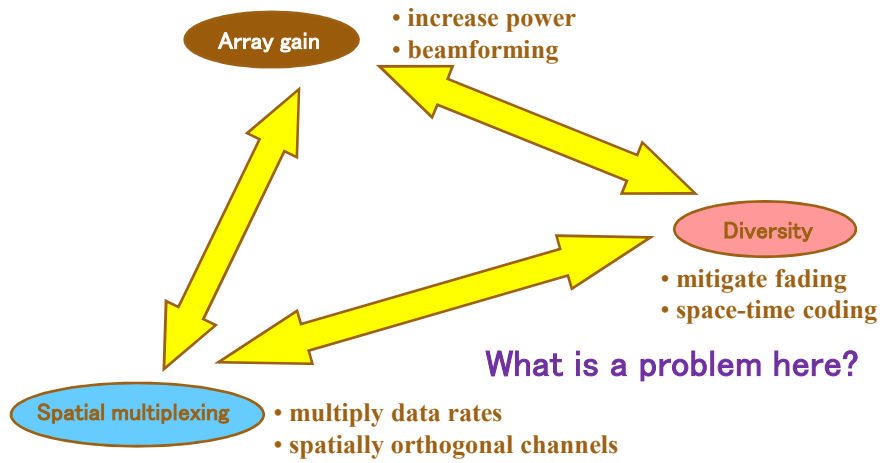 Array gain
• increase power
• beamforming
Diversity
• mitigate fading
• space-time coding
What is a problem here?
Spatial multiplexing
• multiply data rates
• spatially orthogonal channels